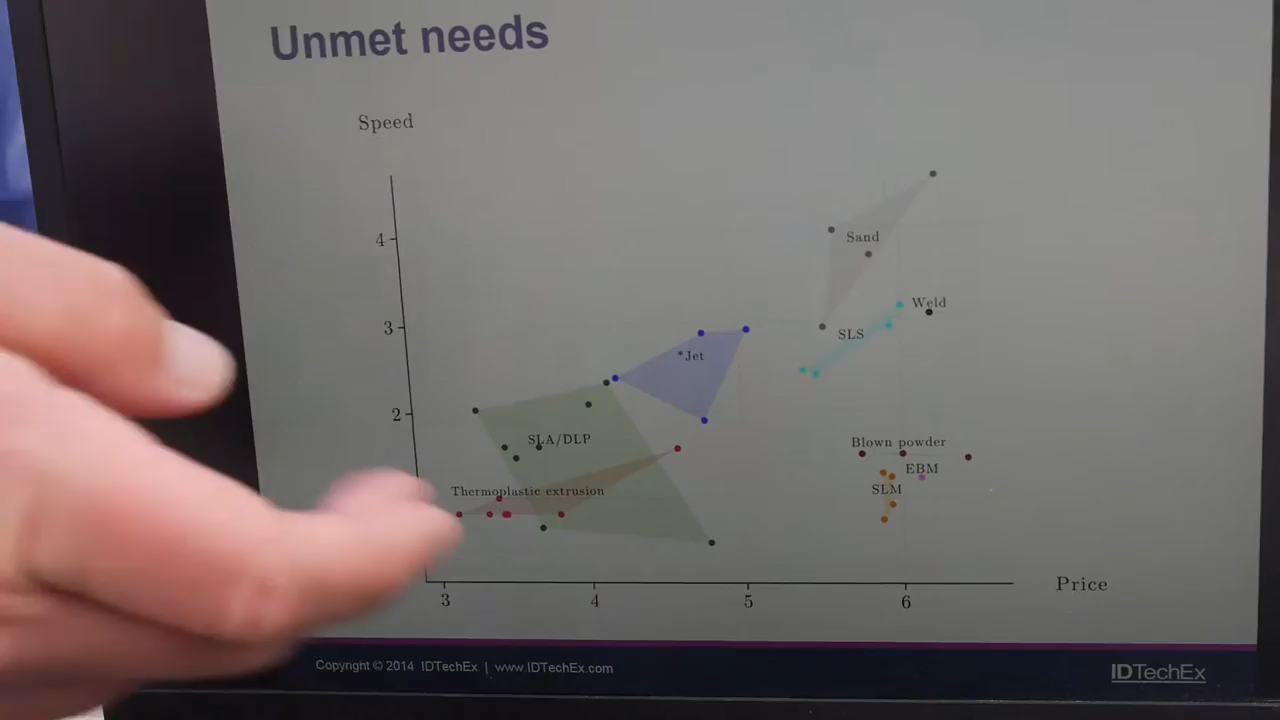 Unmet needs
Speed
4
Sand
Weld
3
SLS
*Jet
2
SLA/DLP
Blown powder
EBM
Thermoplastic extrusion
SLM
3 4 5 6
Price
Copyright © 2014 IDTechEx | www.IDTechEx.com
IDTechEx